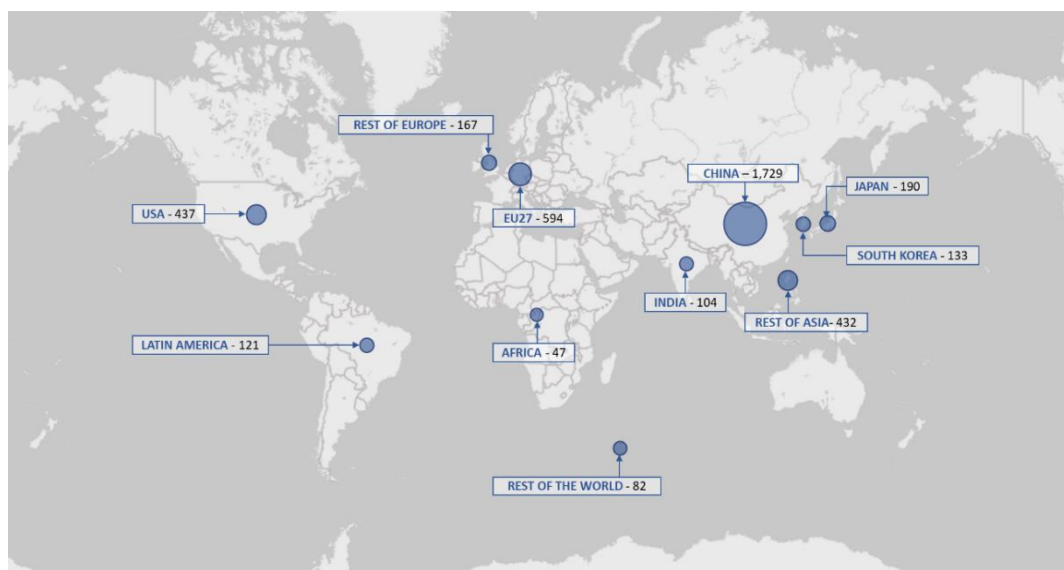 REST OF EUROPE - 167
CHINA – 1,729
JAPAN - 190
USA - 437
EU27 - 594
SOUTH KOREA - 133
INDIA - 104
REST OF ASIA- 432
LATIN AMERICA - 121
AFRICA - 47
REST OF THE WORLD - 82